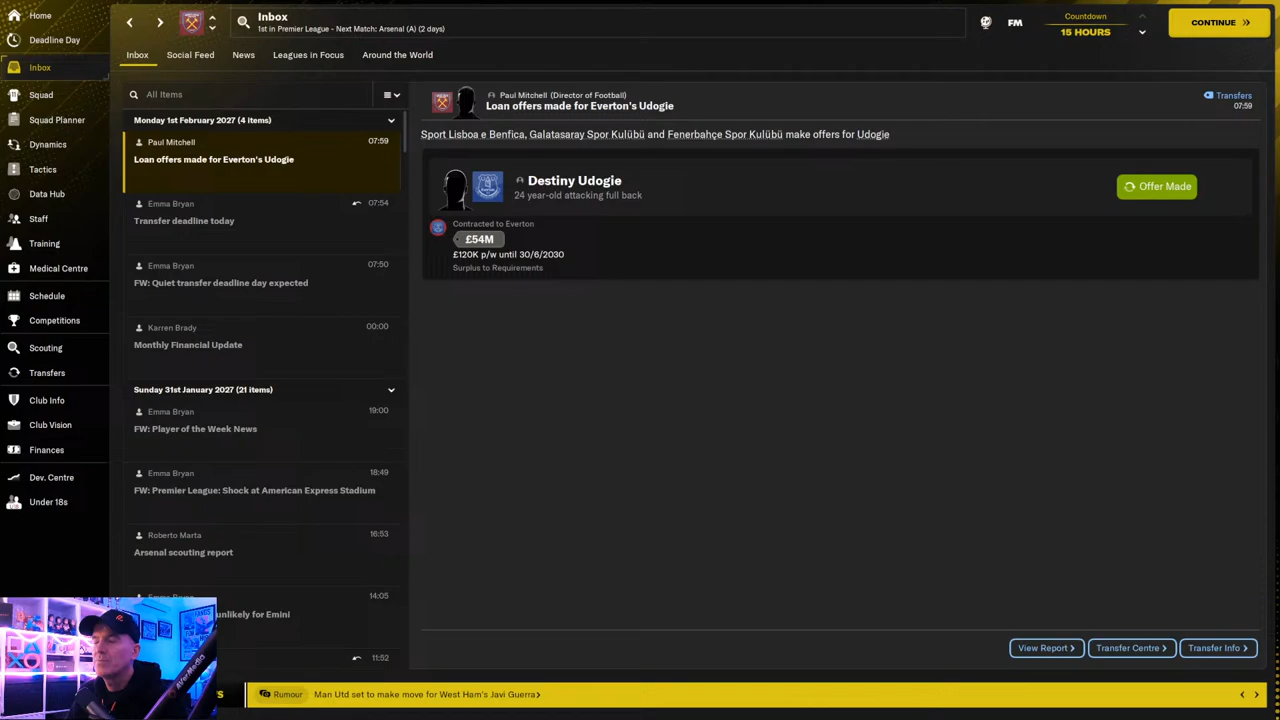 Home
Deadline Day
Inbox
Squad
Squad Planner
Dynamics
Tactics
Data Hub
Staff
Training
Medical Centre
Schedule
Competitions
Scouting
Transfers
Club Info
Club Vision
Finances
Dev. Centre
Under 18s
Inbox
1st in Premier League - Next Match: Arsenal (A) (2 days)
FM
Countdown
15 HOURS
CONTINUE
Inbox
Social Feed
News
Leagues in Focus
Around the World
All Items
Monday 1st February 2027 (4 items)
Paul Mitchell
07:59
Loan offers made for Everton's Udogie
Emma Bryan
07:54
Transfer deadline today
Emma Bryan
07:50
FW: Quiet transfer deadline day expected
Karren Brady
00:00
Monthly Financial Update
Sunday 31st January 2027 (21 items)
Emma Bryan
19:00
FW: Player of the Week News
Emma Bryan
18:49
FW: Premier League: Shock at American Express Stadium
Roberto Marta
16:53
Arsenal scouting report
14:05
unlikely for Emini
11:52
Paul Mitchell (Director of Football)
Loan offers made for Everton's Udogie
Transfers
07:59
Sport Lisboa e Benfica, Galatasaray Spor Kulübü and Fenerbahçe Spor Kulübü make offers for Udogie
Destiny Udogie
24 year-old attacking full back
Offer Made
Contracted to Everton
£54M
£120K p/w until 30/6/2030
Surplus to Requirements
View Report
Transfer Centre
Transfer Info
Rumour
Man Utd set to make move for West Ham's Javi Guerra